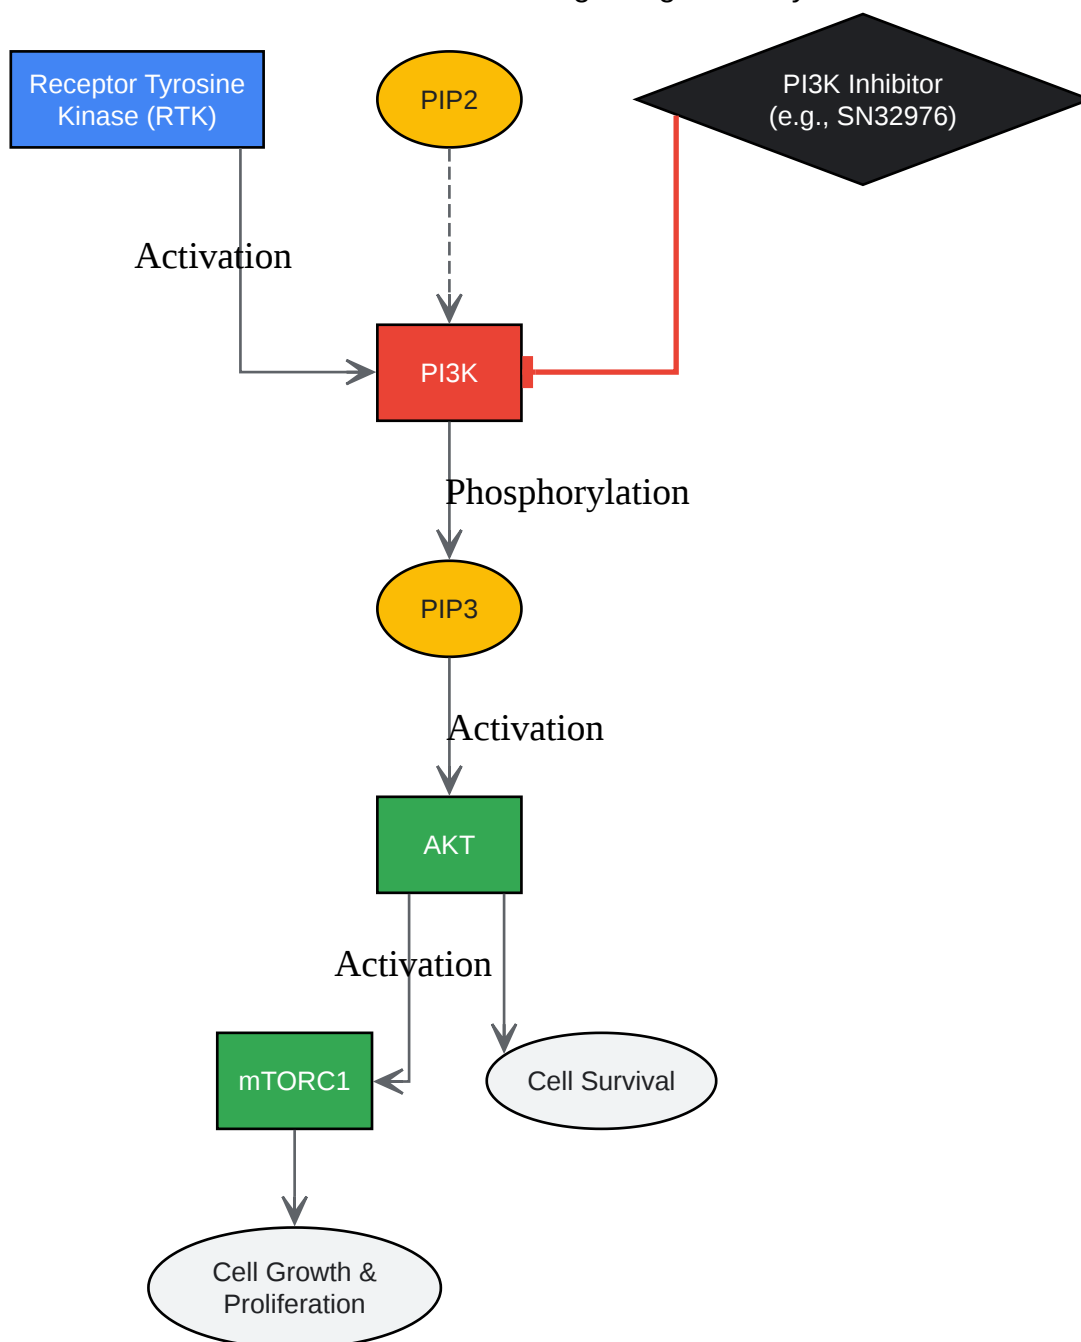 Receptor Tyrosine
Kinase (RTK)
PIP2
PI3K Inhibitor
(e.g., SN32976)
Activation
PI3K
Phosphorylation
PIP3
Activation
AKT
Activation
mTORC1
Cell Survival
Cell Growth &
Proliferation